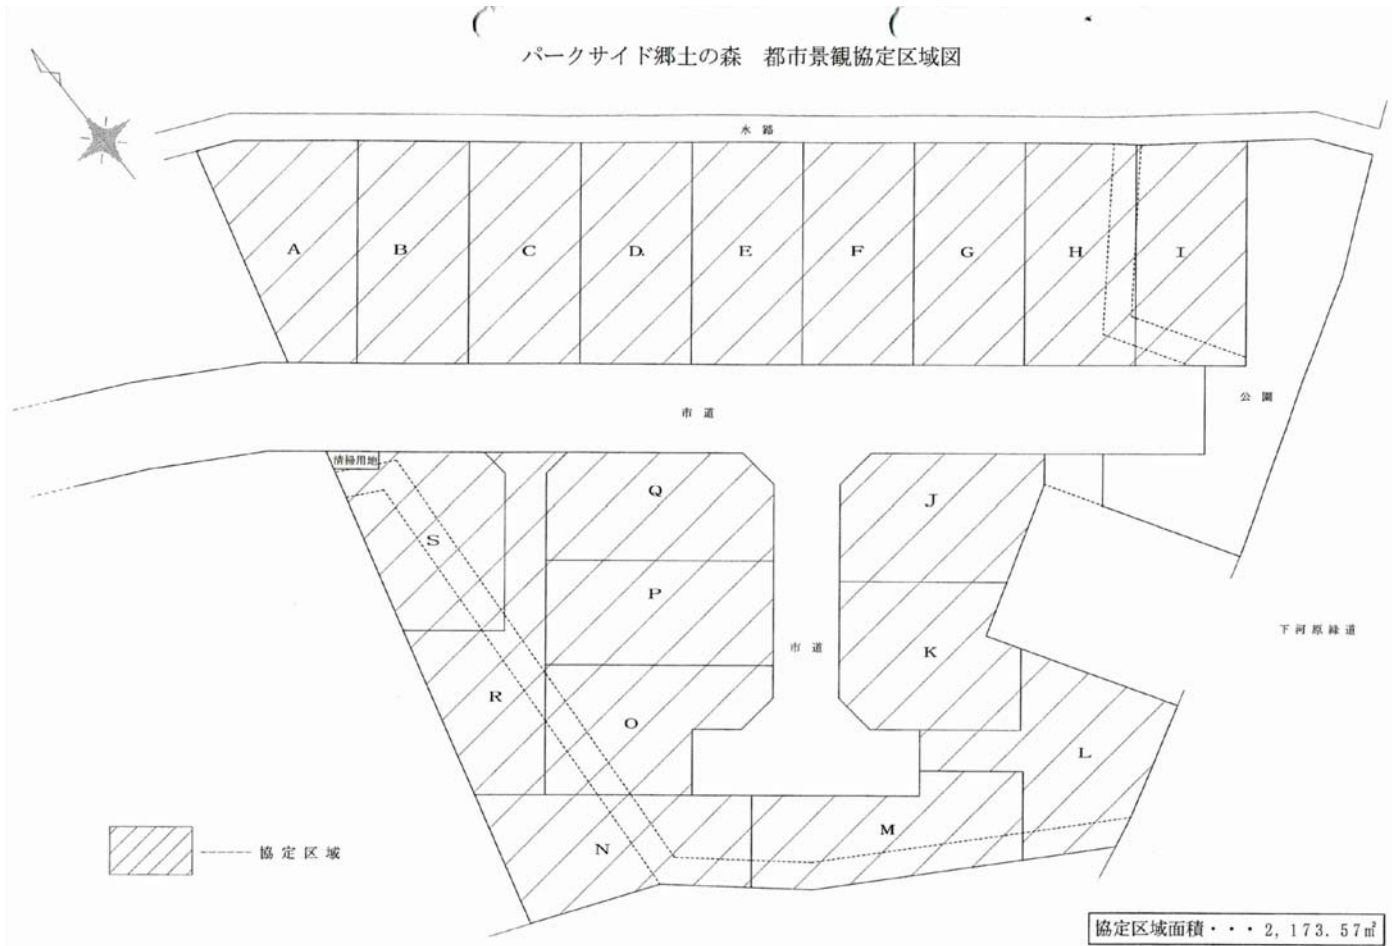 パークサイド郷土の森 都市景観協定区域図
水路
A
B
C
D.
E
F
G
H
I
市道
公園
清掃用地
Q
J
S
P
市道
K
下河原緑道
R
O
L
M
N
協定区域
協定区域面積・・・2,173.57㎡